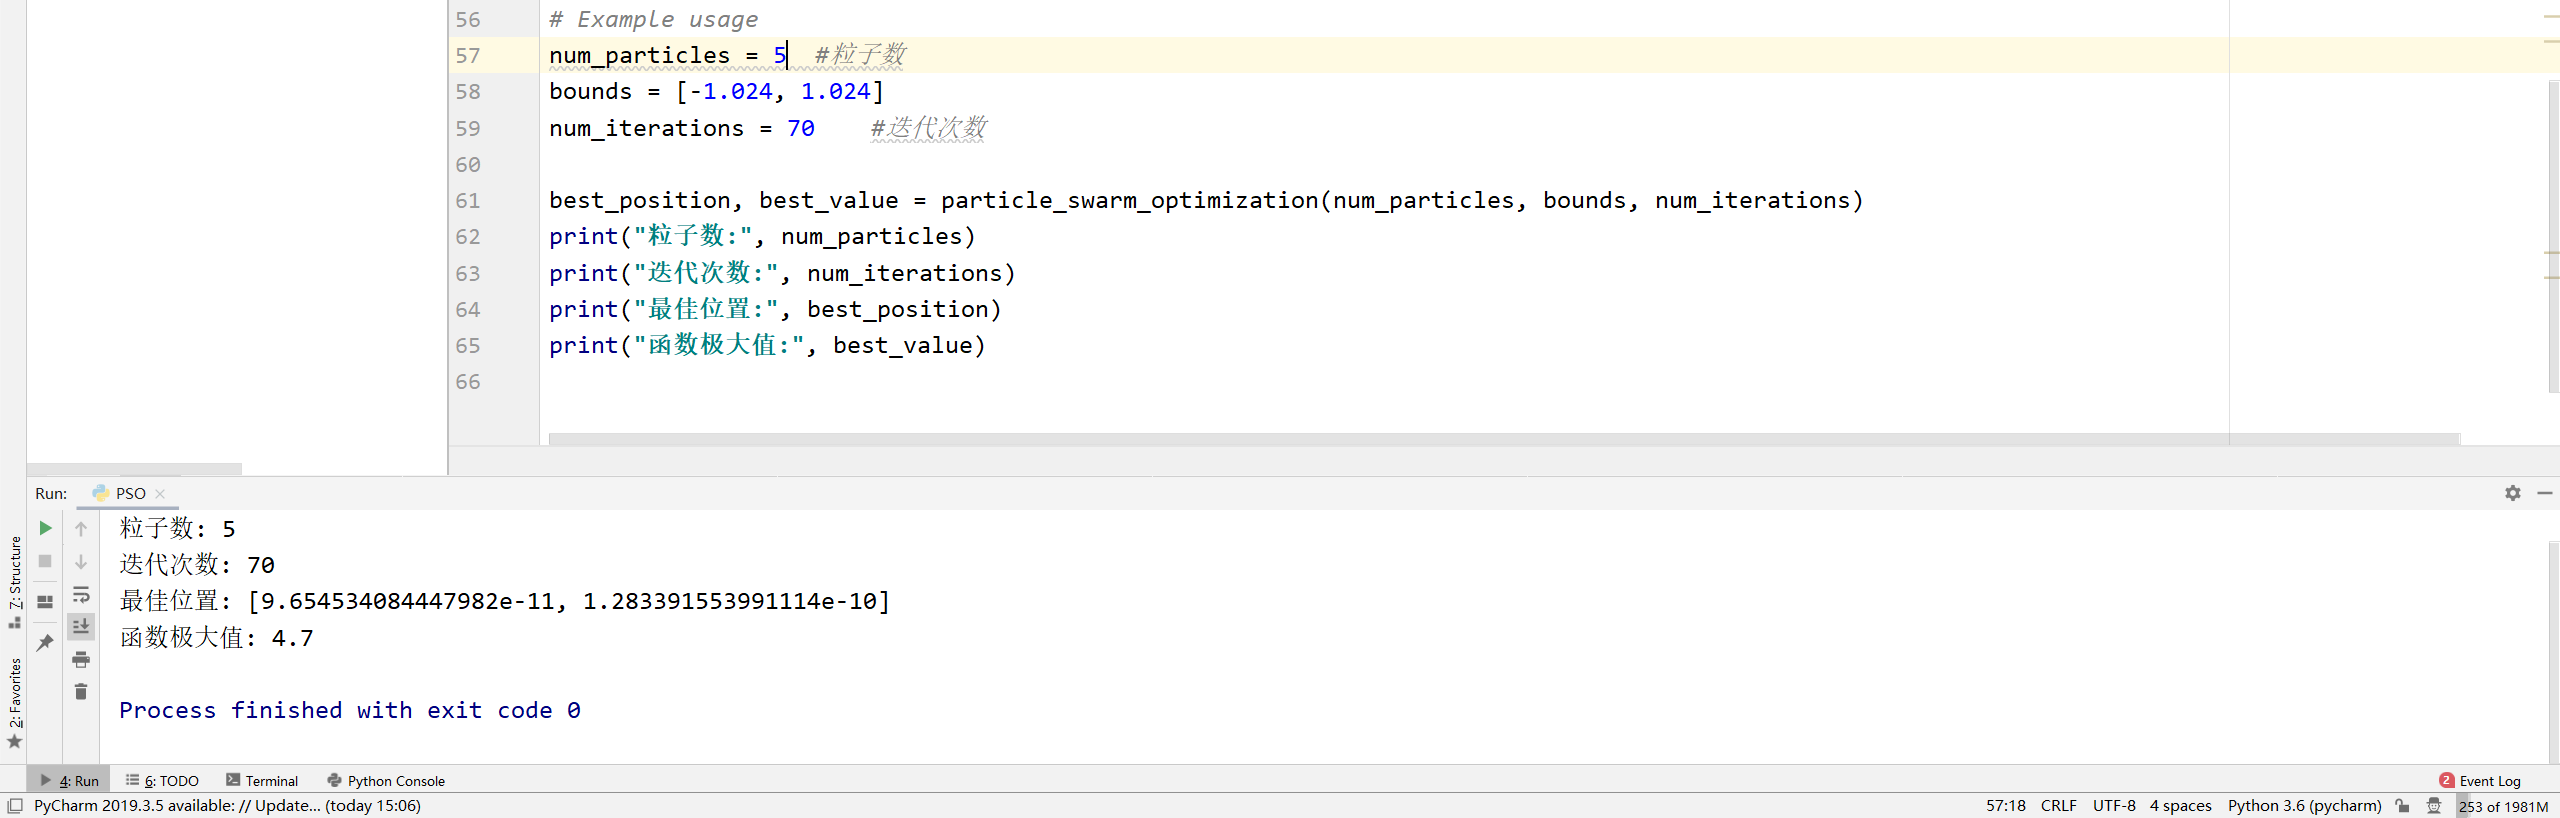 56 # Example usage
57 num_particles = 5  #粒子数
58 bounds = [-1.024, 1.024]
59 num_iterations = 70    #迭代次数
60
61 best_position, best_value = particle_swarm_optimization(num_particles, bounds, num_iterations)
62 print("粒子数:", num_particles)
63 print("迭代次数:", num_iterations)
64 print("最佳位置:", best_position)
65 print("函数极大值:", best_value)
66
Run: PSO
7: Structure
2: Favorites
粒子数: 5
迭代次数: 70
最佳位置: [9.654534084447982e-11, 1.283391553991114e-10]
函数极大值: 4.7
Process finished with exit code 0
4: Run 6: TODO Terminal Python Console 2 Event Log
PyCharm 2019.3.5 available: // Update... (today 15:06) 57:18 CRLF UTF-8 4 spaces Python 3.6 (pycharm) 253 of 1981M